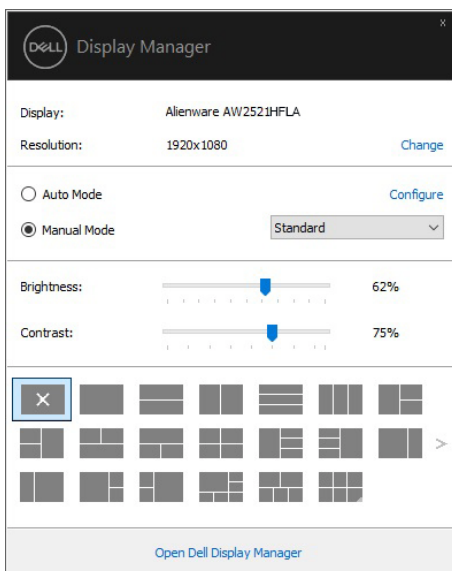 x
DELL Display Manager
Display: Alienware AW2521HFLA
Resolution: 1920x1080 Change
Auto Mode Configure
Manual Mode Standard
Brightness: 62%
Contrast: 75%
Open Dell Display Manager